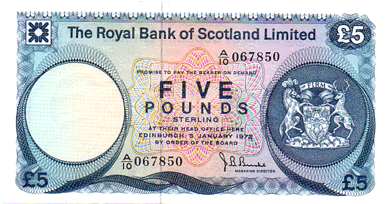 The Royal Bank of Scotland Limited £5
A/10 067850
PROMISE TO PAY THE BEARER ON DEMAND
FIVE
POUNDS
STERLING
AT THEIR HEAD OFFICE HERE
EDINBURGH, 5 JANUARY 1972
BY ORDER OF THE BOARD
A/10 067850
MANAGING DIRECTOR
£5 £5